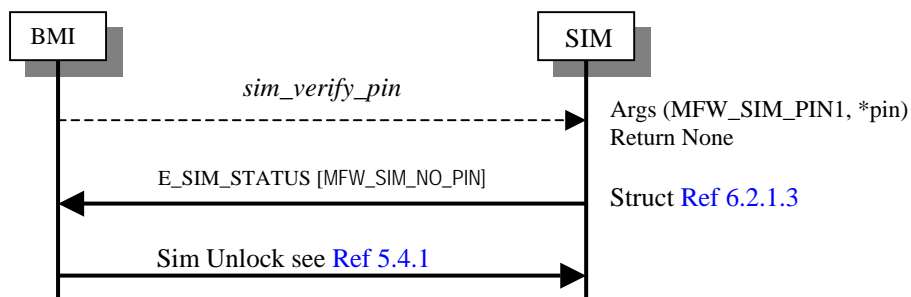 BMI
SIM
sim_verify_pin
Args (MFW_SIM_PIN1, *pin)
Return None
E_SIM_STATUS [MFW_SIM_NO_PIN]
Struct Ref 6.2.1.3
Sim Unlock see Ref 5.4.1